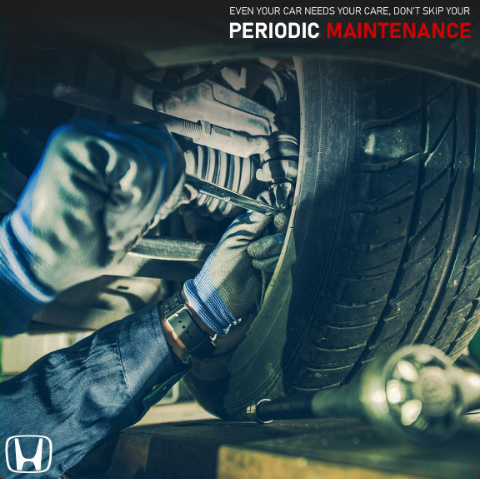 EVEN YOUR CAR NEEDS YOUR CARE, DON'T SKIP YOUR
PERIODIC MAINTENANCE